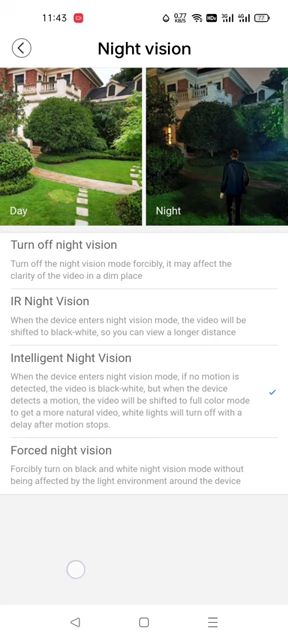 11:43 0.77 KB/S HD 77
Night vision
Day Night
Turn off night vision
Turn off the night vision mode forcibly, it may affect the
clarity of the video in a dim place
IR Night Vision
When the device enters night vision mode, the video will be
shifted to black-white, so you can view a longer distance
Intelligent Night Vision
When the device enters night vision mode, if no motion is
detected, the video is black-white, but when the device
detects a motion, the video will be shifted to full color mode
to get a more natural video, white lights will turn off with a
delay after motion stops.
Forced night vision
Forcibly turn on black and white night vision mode without
being affected by the light environment around the device